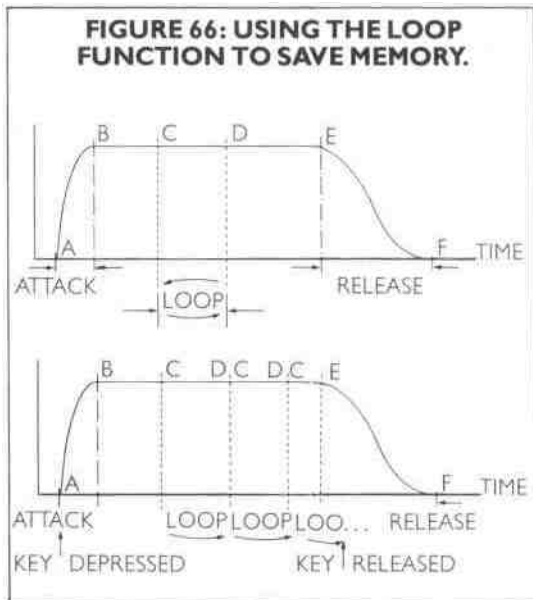 FIGURE 66: USING THE LOOP
FUNCTION TO SAVE MEMORY.
B C D E
A F TIME
ATTACK RELEASE
LOOP
B C D C D C E
A F TIME
ATTACK LOOP LOOP LOO... RELEASE
KEY DEPRESSED KEY RELEASED